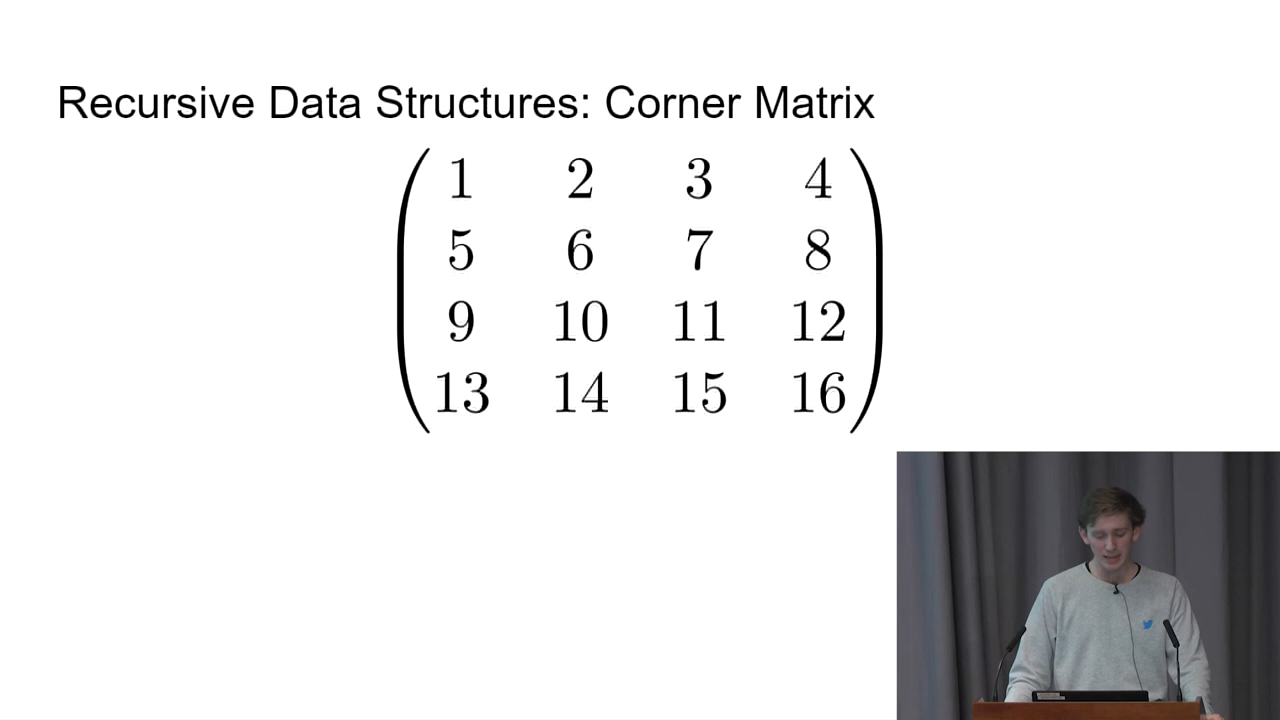 Recursive Data Structures: Corner Matrix
1 2 3 4
5 6 7 8
9 10 11 12
13 14 15 16